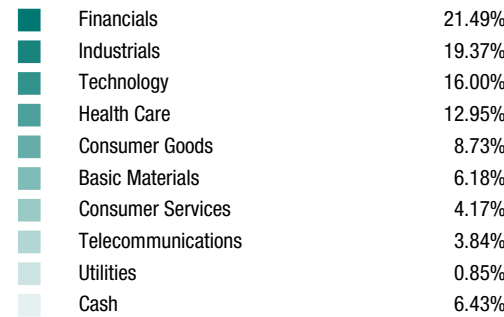 Financials 21.49%
Industrials 19.37%
Technology 16.00%
Health Care 12.95%
Consumer Goods 8.73%
Basic Materials 6.18%
Consumer Services 4.17%
Telecommunications 3.84%
Utilities 0.85%
Cash 6.43%